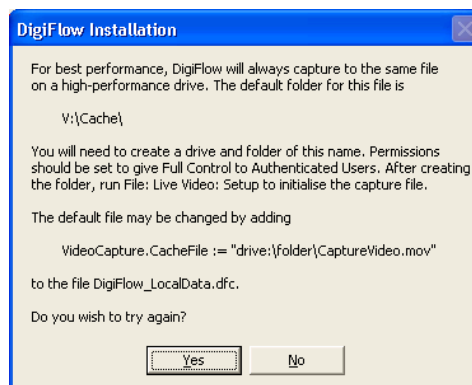 DigiFlow Installation
For best performance, DigiFlow will always capture to the same file
on a high-performance drive. The default folder for this file is
V:\Cache\
You will need to create a drive and folder of this name. Permissions
should be set to give Full Control to Authenticated Users. After creating
the folder, run File: Live Video: Setup to initialise the capture file.
The default file may be changed by adding
VideoCapture.CacheFile := "drive:\folder\CaptureVideo.mov"
to the file DigiFlow_LocalData.dfc.
Do you wish to try again?
Yes No